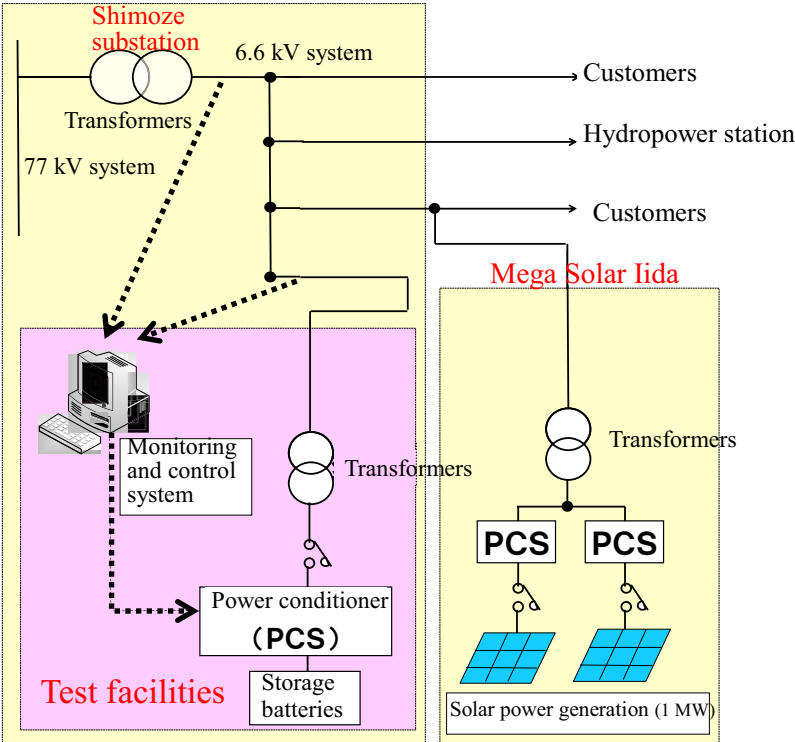 Shimoze
substation
6.6 kV system
Customers
Transformers
Hydropower station
77 kV system
Customers
Mega Solar Iida
Monitoring
and control
system
Transformers
Transformers
PCS
PCS
Power conditioner
（PCS）
Test facilities
Storage
batteries
Solar power generation (1 MW)